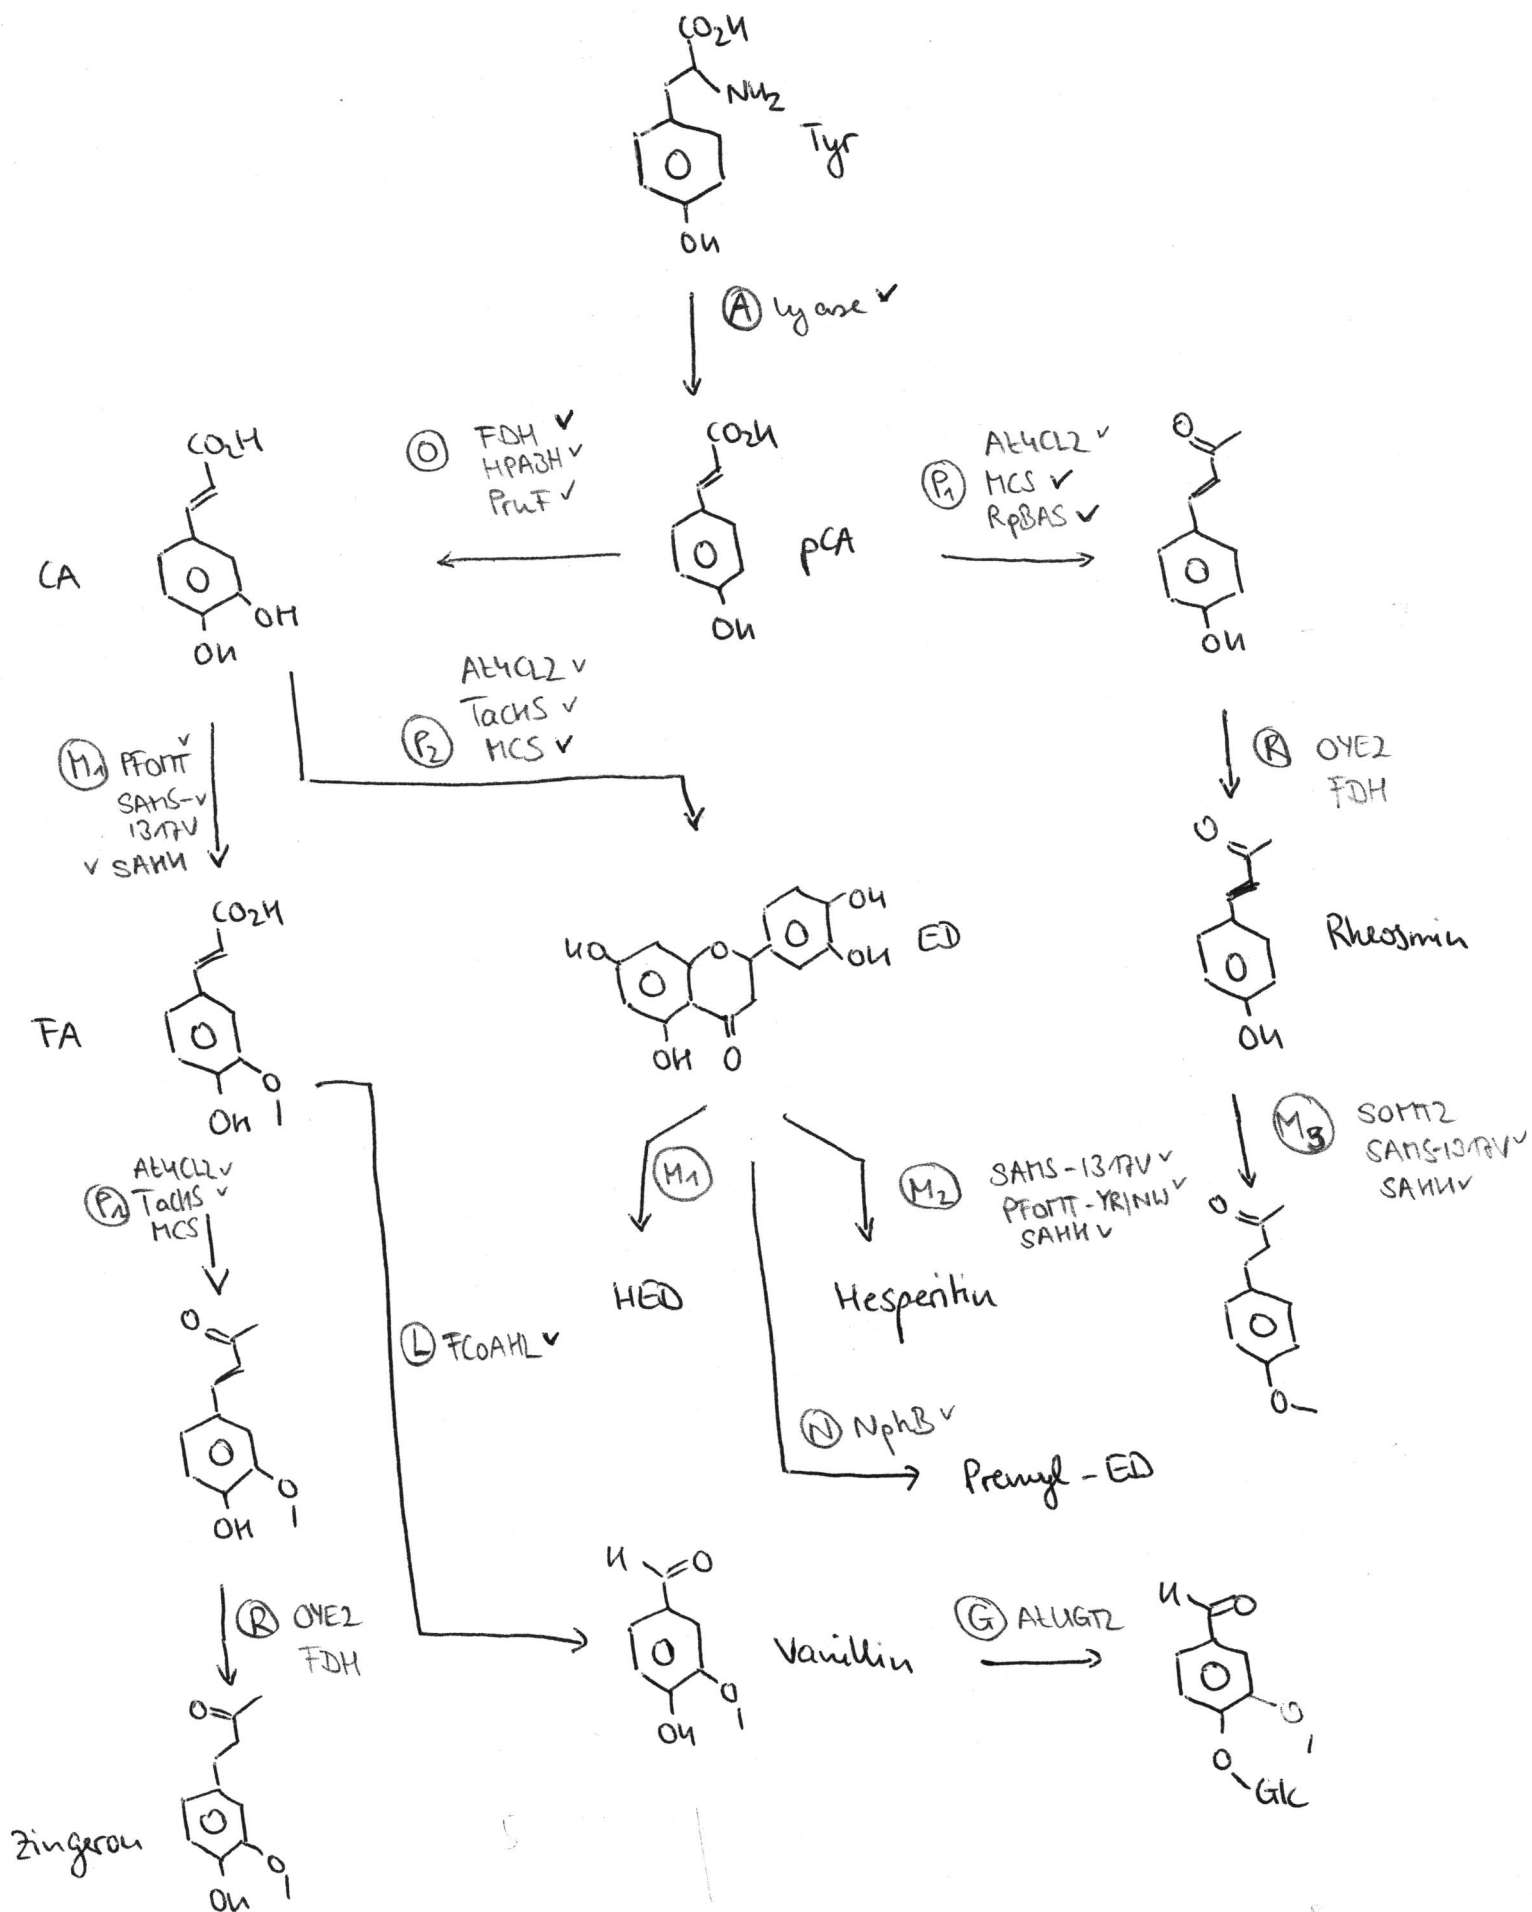 CO2H
NH2
Tyr
OH
Ⓐ Lyase ✓
CO2H
OH
OH
CA
Ⓞ FDH ✓
HPA3H ✓
PruF ✓
CO2H
pCA
OH
P1 At4CL2 ✓
MCS ✓
RpBAS ✓
O
OH
M1 PFOMT ✓
SAMS- ✓
I317V
✓ SAHH
P2 At4CL2 ✓
TaCHS ✓
MCS ✓
R OYE2
FDH
CO2H
FA
OH
O
HO
O
OH
OH
ED
OH
O
O
Rheosmin
OH
At4CL2 ✓
P1 TaCHS ✓
MCS
M1
HED
M2 SAMS-I317V ✓
PFOMT-YR/NW ✓
SAHH ✓
Hesperitin
M3 SOMT2
SAMS-I317V ✓
SAHH ✓
O
O
O
OH
O
Ⓛ FCoAHL ✓
Ⓝ NphB ✓
Prenyl-ED
R OYE2
FDH
H
O
OH
O
Vanillin
Ⓖ AtUGT2
H
O
O
O
Glc
O
Zingeron
OH
O